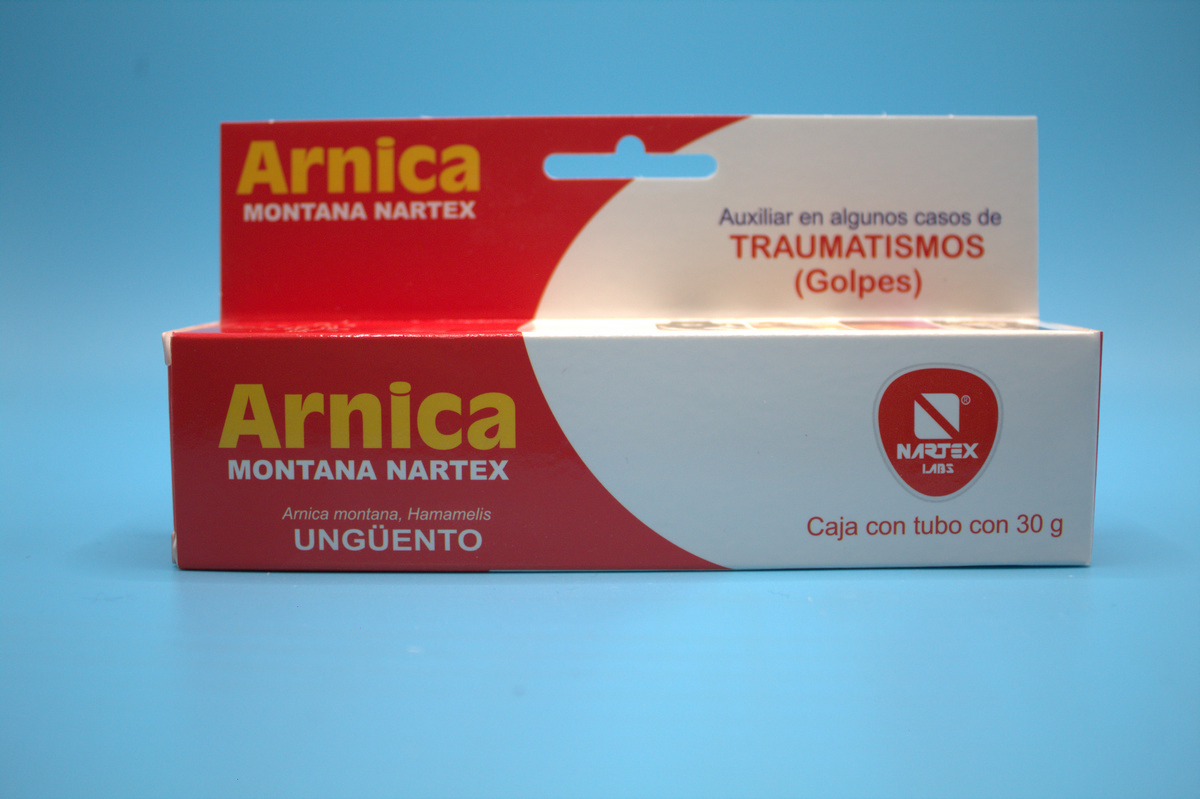 Arnica
MONTANA NARTEX
Auxiliar en algunos casos de
TRAUMATISMOS
(Golpes)
Arnica
MONTANA NARTEX
Arnica montana, Hamamelis
UNGÜENTO
®
NARTEX
LABS
Caja con tubo con 30 g